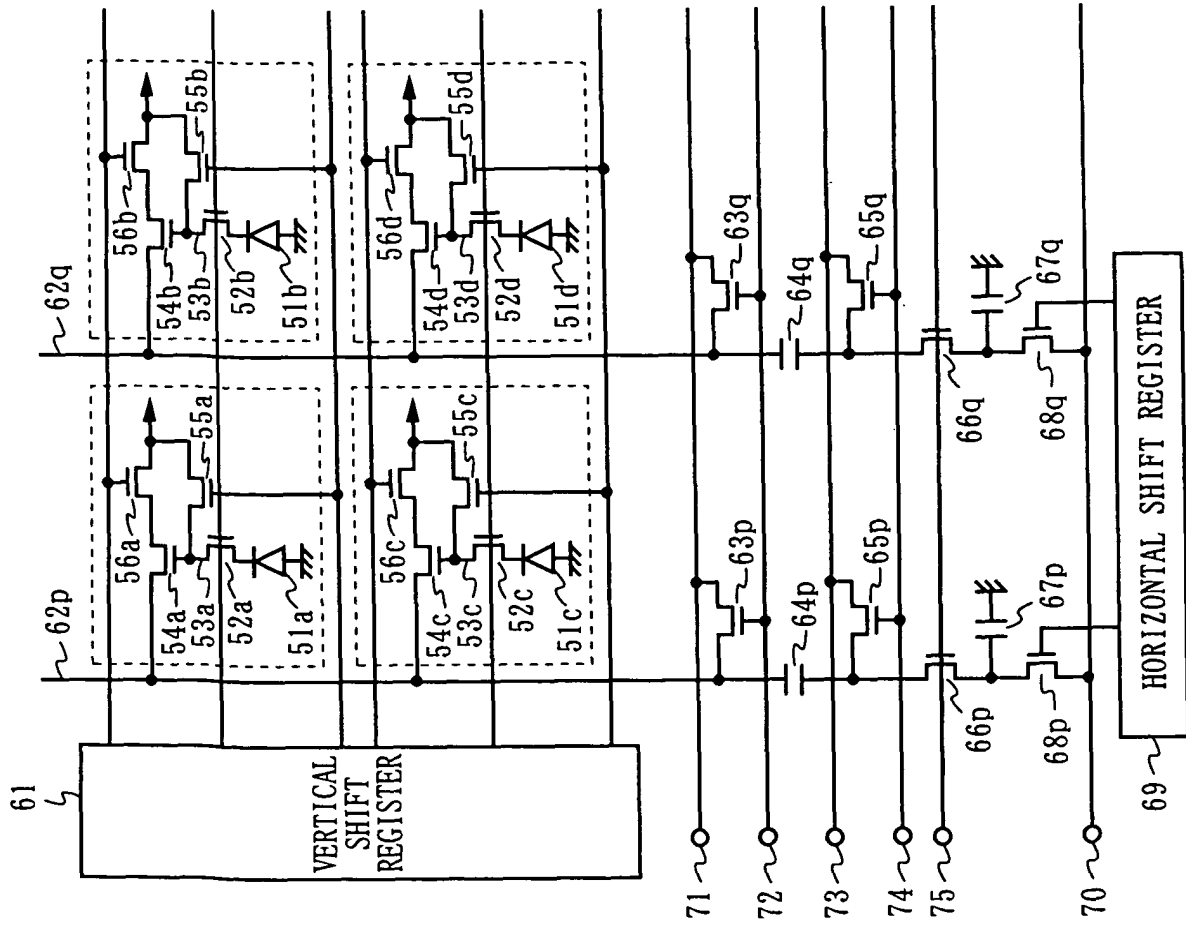 61
62p
62q
VERTICAL
SHIFT
REGISTER
56a
54a
53a
52a
51a
55a
56b
54b
53b
52b
51b
55b
56c
54c
53c
52c
51c
55c
56d
54d
53d
52d
51d
55d
71
72
73
74
75
70
63p
64p
65p
66p
67p
68p
63q
64q
65q
66q
67q
68q
69
HORIZONTAL SHIFT REGISTER